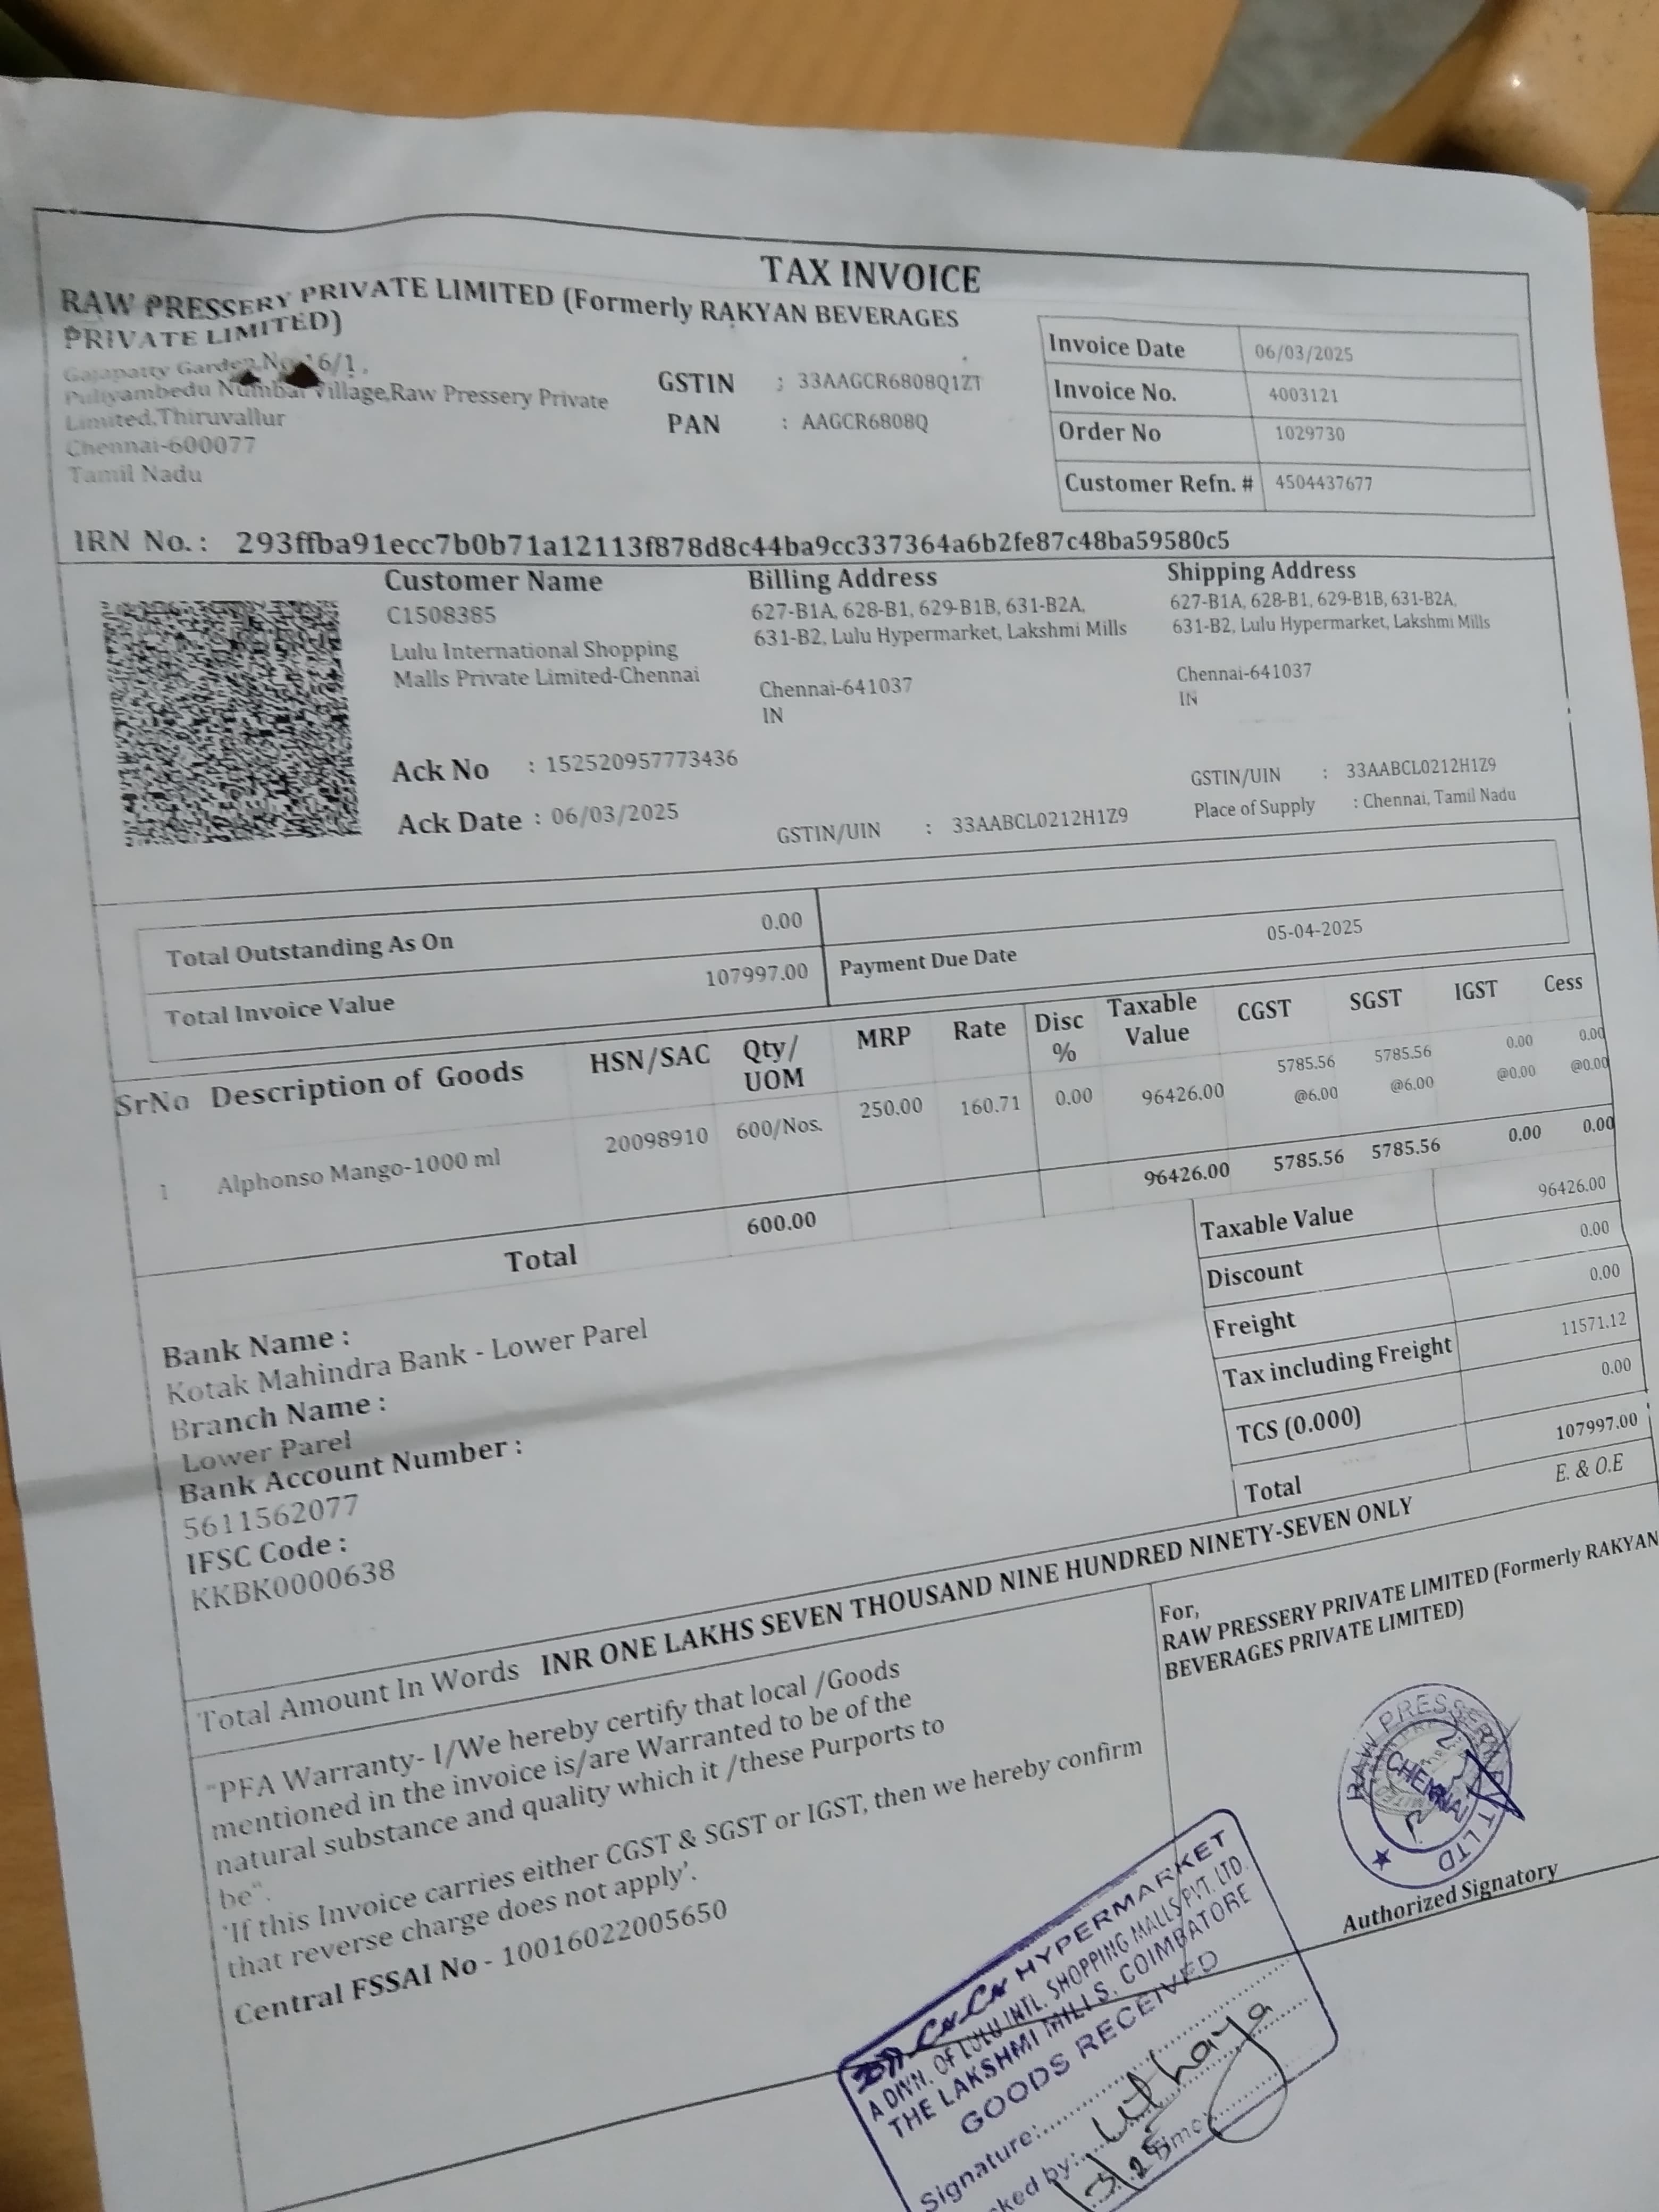 TAX INVOICE
RAW PRESSERY PRIVATE LIMITED (Formerly RAKYAN BEVERAGES
PRIVATE LIMITED)
Gajapatty Garden,No 16/1,
Puliyambedu Numbal Village,Raw Pressery Private
Limited,Thiruvallur
Chennai-600077
Tamil Nadu
GSTIN : 33AAGCR6808Q1ZT
PAN : AAGCR6808Q
Invoice Date 06/03/2025
Invoice No. 4003121
Order No 1029730
Customer Refn. # 4504437677
IRN No. : 293ffba91ecc7b0b71a12113f878d8c44ba9cc337364a6b2fe87c48ba59580c5
Customer Name
C1508385
Lulu International Shopping
Malls Private Limited-Chennai
Ack No : 152520957773436
Ack Date : 06/03/2025
Billing Address
627-B1A, 628-B1, 629-B1B, 631-B2A,
631-B2, Lulu Hypermarket, Lakshmi Mills
Chennai-641037
IN
GSTIN/UIN : 33AABCL0212H1Z9
Shipping Address
627-B1A, 628-B1, 629-B1B, 631-B2A,
631-B2, Lulu Hypermarket, Lakshmi Mills
Chennai-641037
IN
GSTIN/UIN : 33AABCL0212H1Z9
Place of Supply : Chennai, Tamil Nadu
Total Outstanding As On 0.00
Total Invoice Value 107997.00
Payment Due Date 05-04-2025
SrNo Description of Goods HSN/SAC Qty/ MRP Rate Disc Taxable CGST SGST IGST Cess
UOM % Value
1 Alphonso Mango-1000 ml 20098910 600/Nos. 250.00 160.71 0.00 96426.00 5785.56 5785.56 0.00 0.00
@6.00 @6.00 @0.00 @0.00
Total 600.00 96426.00 5785.56 5785.56 0.00 0.00
Taxable Value 96426.00
Discount 0.00
Freight 0.00
Tax including Freight 11571.12
TCS (0.000) 0.00
Total 107997.00
E. & O.E
Bank Name :
Kotak Mahindra Bank - Lower Parel
Branch Name :
Lower Parel
Bank Account Number :
5611562077
IFSC Code :
KKBK0000638
Total Amount In Words INR ONE LAKHS SEVEN THOUSAND NINE HUNDRED NINETY-SEVEN ONLY
"PFA Warranty- I/We hereby certify that local /Goods
mentioned in the invoice is/are Warranted to be of the
natural substance and quality which it /these Purports to
be".
'If this Invoice carries either CGST & SGST or IGST, then we hereby confirm
that reverse charge does not apply'.
Central FSSAI No - 10016022005650
For,
RAW PRESSERY PRIVATE LIMITED (Formerly RAKYAN
BEVERAGES PRIVATE LIMITED)
RAW PRESSERY PVT LTD
CHENNAI
Authorized Signatory
HYPERMARKET
A DIVN. OF LULU INTL. SHOPPING MALLS PVT. LTD.
THE LAKSHMI MILLS, COIMBATORE
GOODS RECEIVED
Signature: